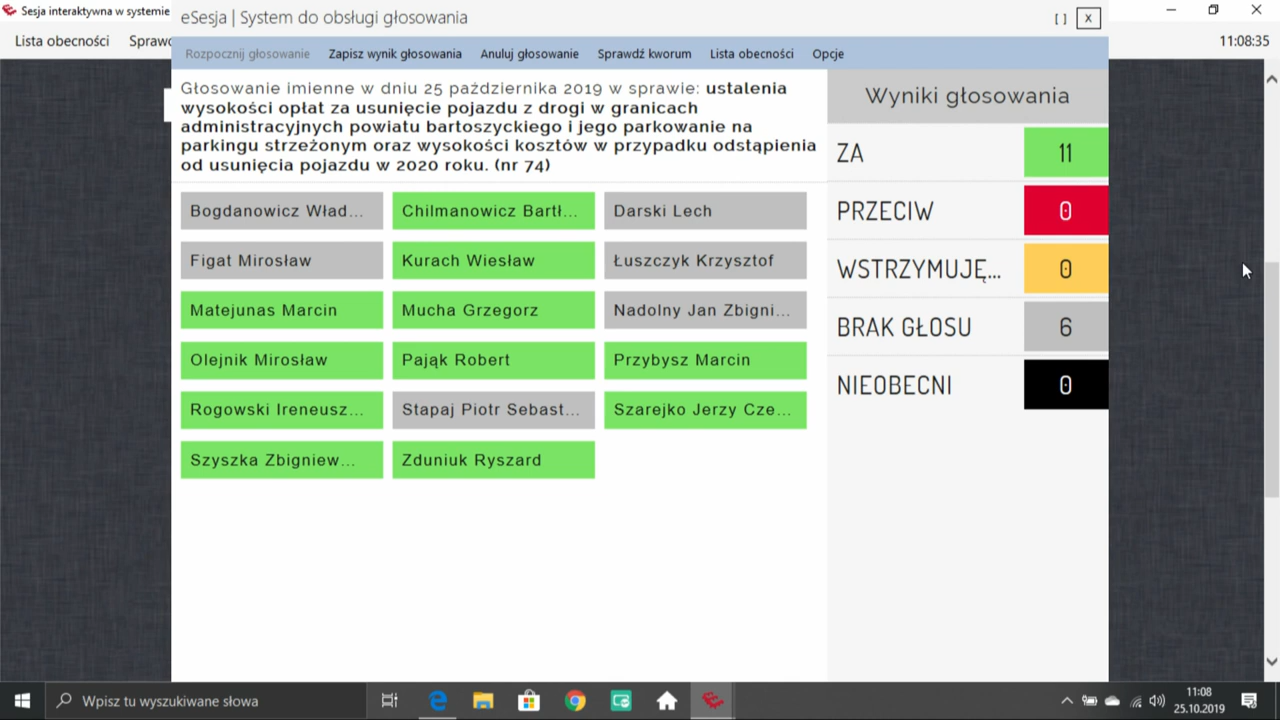 Sesja interaktywna w systemie
eSesja | System do obsługi głosowania
[ ] X
Lista obecności Sprawd
11:08:35
Rozpocznij głosowanie Zapisz wynik głosowania Anuluj głosowanie Sprawdź kworum Lista obecności Opcje
Głosowanie imienne w dniu 25 października 2019 w sprawie: ustalenia
wysokości opłat za usunięcie pojazdu z drogi w granicach
administracyjnych powiatu bartoszyckiego i jego parkowanie na
parkingu strzeżonym oraz wysokości kosztów w przypadku odstąpienia
od usunięcia pojazdu w 2020 roku. (nr 74)
Bogdanowicz Wład... Chilmanowicz Bartł... Darski Lech
Figat Mirosław Kurach Wiesław Łuszczyk Krzysztof
Matejunas Marcin Mucha Grzegorz Nadolny Jan Zbigni...
Olejnik Mirosław Pająk Robert Przybysz Marcin
Rogowski Ireneusz... Stapaj Piotr Sebast... Szarejko Jerzy Cze...
Szyszka Zbigniew... Zduniuk Ryszard
Wyniki głosowania
ZA 11
PRZECIW 0
WSTRZYMUJĘ... 0
BRAK GŁOSU 6
NIEOBECNI 0
Wpisz tu wyszukiwane słowa
11:08
25.10.2019